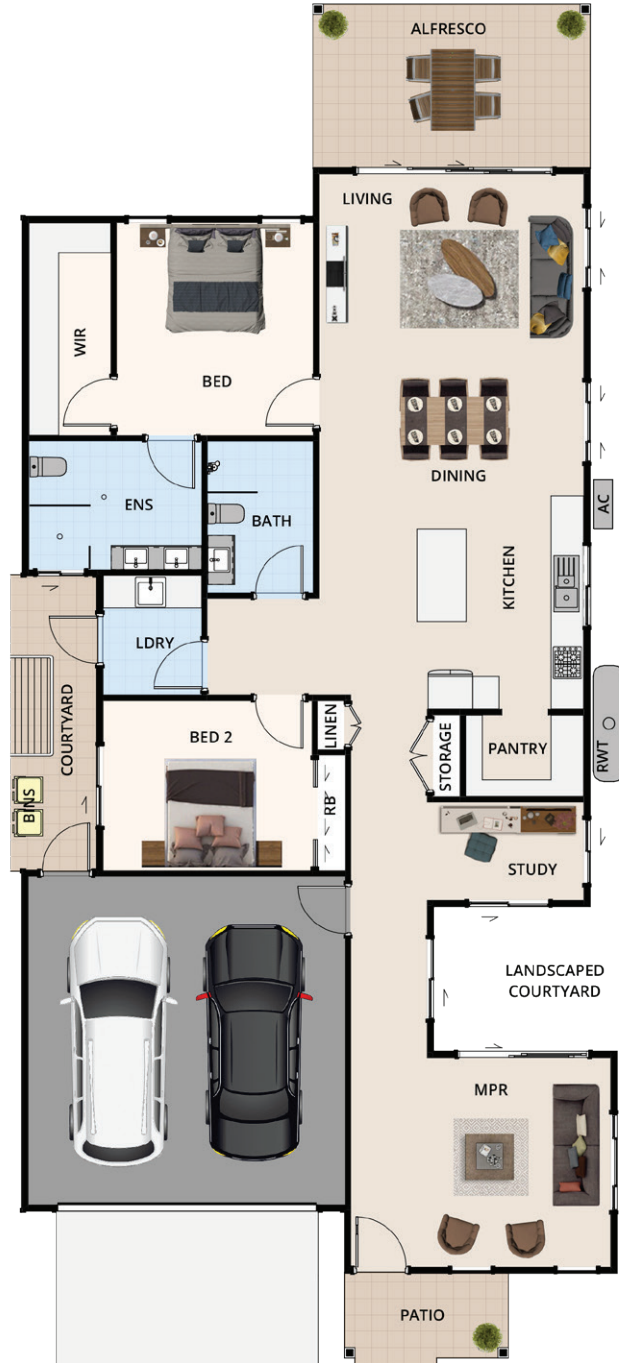 ALFRESCO
LIVING
WIR
BED
DINING
ENS
BATH
AC
KITCHEN
LDRY
COURTYARD
BED 2
LINEN
STORAGE
PANTRY
RWT
BINS
RB
STUDY
LANDSCAPED
COURTYARD
MPR
PATIO